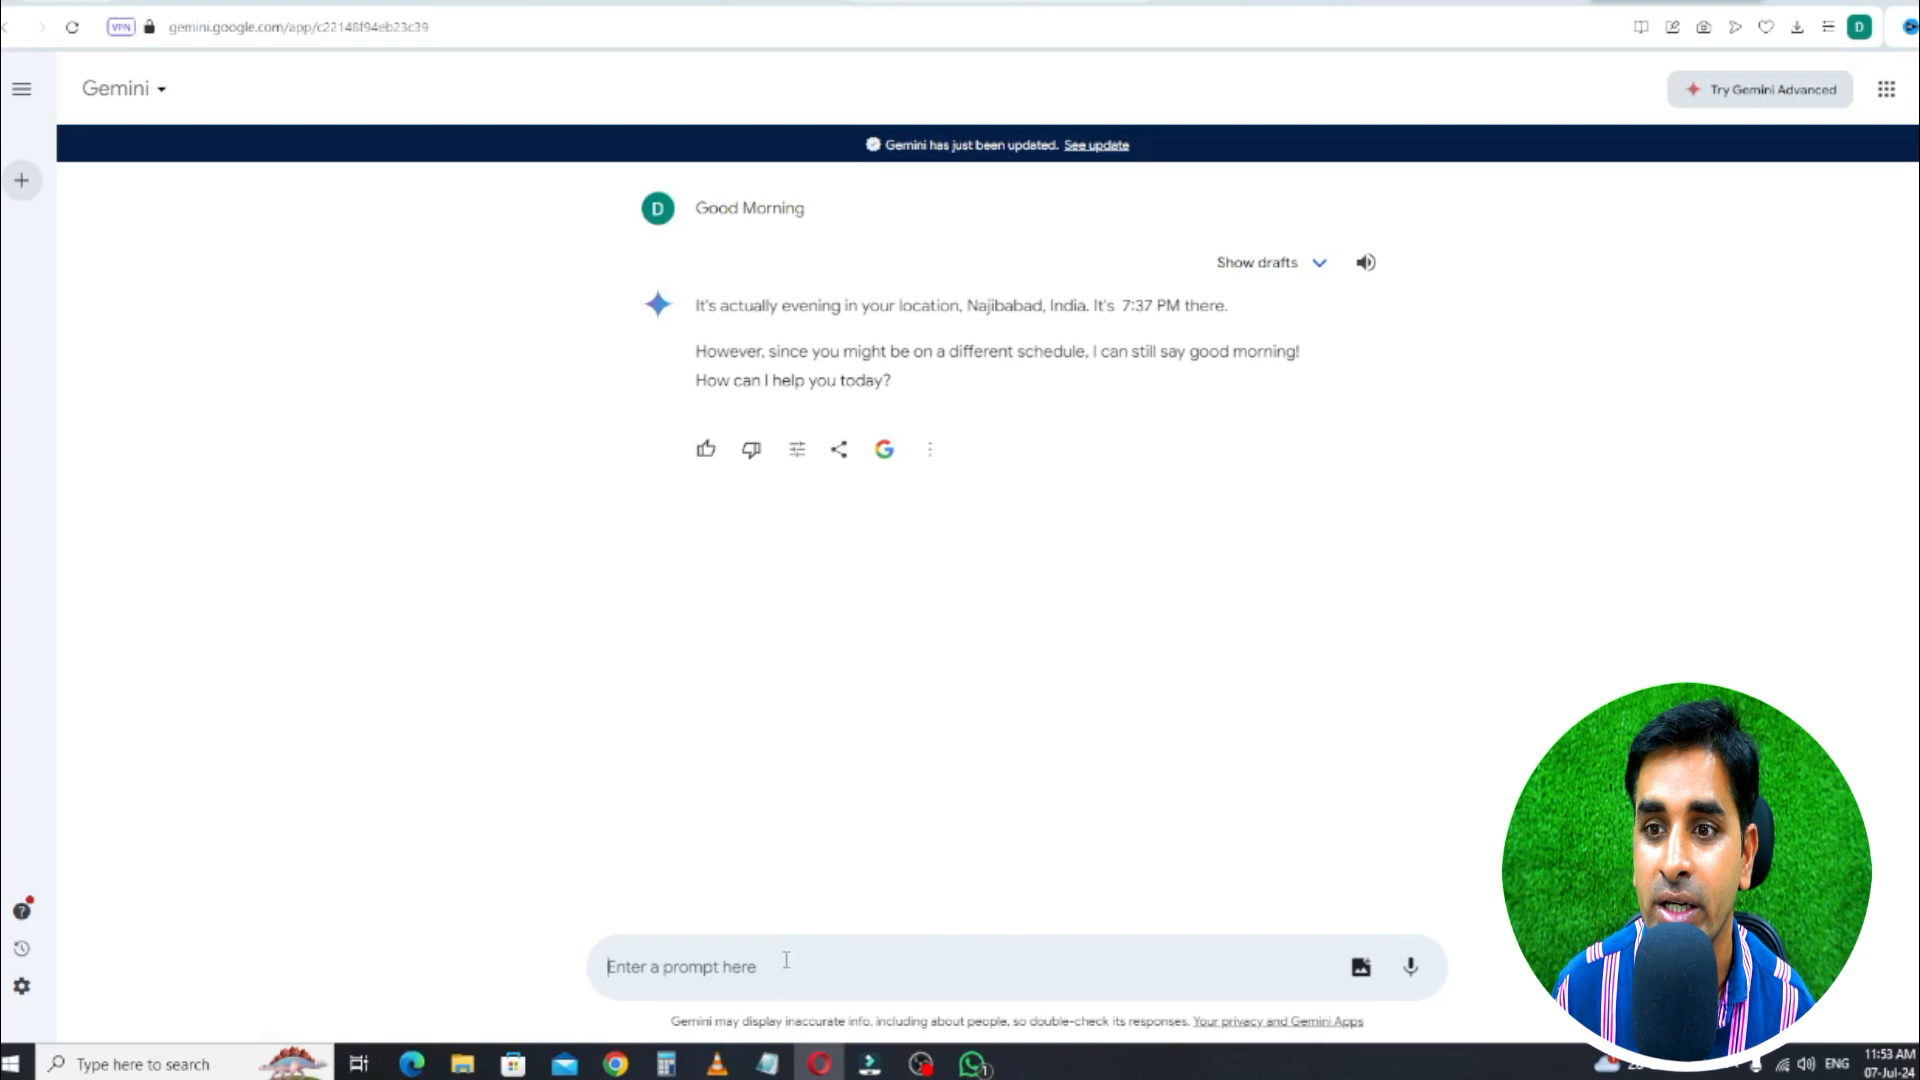 VPN
gemini.google.com/app/c22148f94eb23c39
D
Gemini
Try Gemini Advanced
Gemini has just been updated. See update
D
Good Morning
Show drafts
It's actually evening in your location, Najibabad, India. It's 7:37 PM there.
However, since you might be on a different schedule, I can still say good morning!
How can I help you today?
Enter a prompt here
Gemini may display inaccurate info, including about people, so double-check its responses. Your privacy and Gemini Apps
Type here to search
1
ENG
11:53 AM
07-Jul-24